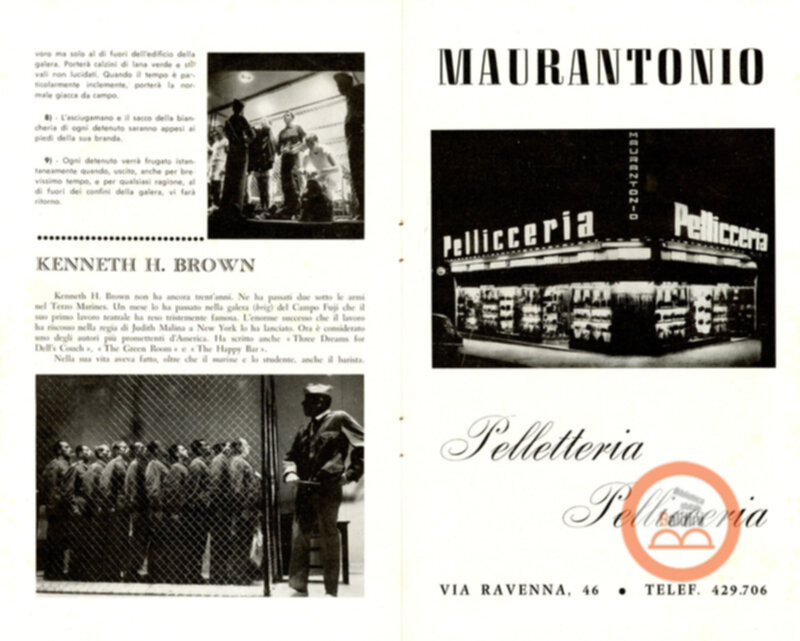 voro ma solo al di fuori dell'edificio della
galera. Porterà calzini di lana verde e sti-
vali non lucidati. Quando il tempo è par-
ticolarmente inclemente, porterà la nor-
male giacca da campo.
8) - L'asciugamano e il sacco della bian-
cheria di ogni detenuto saranno appesi ai
piedi della sua branda.
9) - Ogni detenuto verrà frugato istan-
taneamente quando, uscito, anche per bre-
vissimo tempo, e per qualsiasi ragione, al
di fuori dei confini della galera, vi farà
ritorno.
KENNETH H. BROWN
Kenneth H. Brown non ha ancora trent'anni. Ne ha passati due sotto le armi
nel Terzo Marines. Un mese lo ha passato nella galera (brig) del Campo Fuji che il
suo primo lavoro teatrale ha reso tristemente famosa. L'enorme successo che il lavoro
ha riscosso nella regia di Judith Malina a New York lo ha lanciato. Ora è considerato
uno degli autori più promettenti d'America. Ha scritto anche « Three Dreams for
Dell's Couch », « The Green Room » e « The Happy Bar ».
Nella sua vita aveva fatto, oltre che il marine e lo studente, anche il barista.
MAURANTONIO
MAURANTONIO
Pellicceria
Pellicceria
Pelletteria
Pellicceria
VIA RAVENNA, 46 • TELEF. 429.706